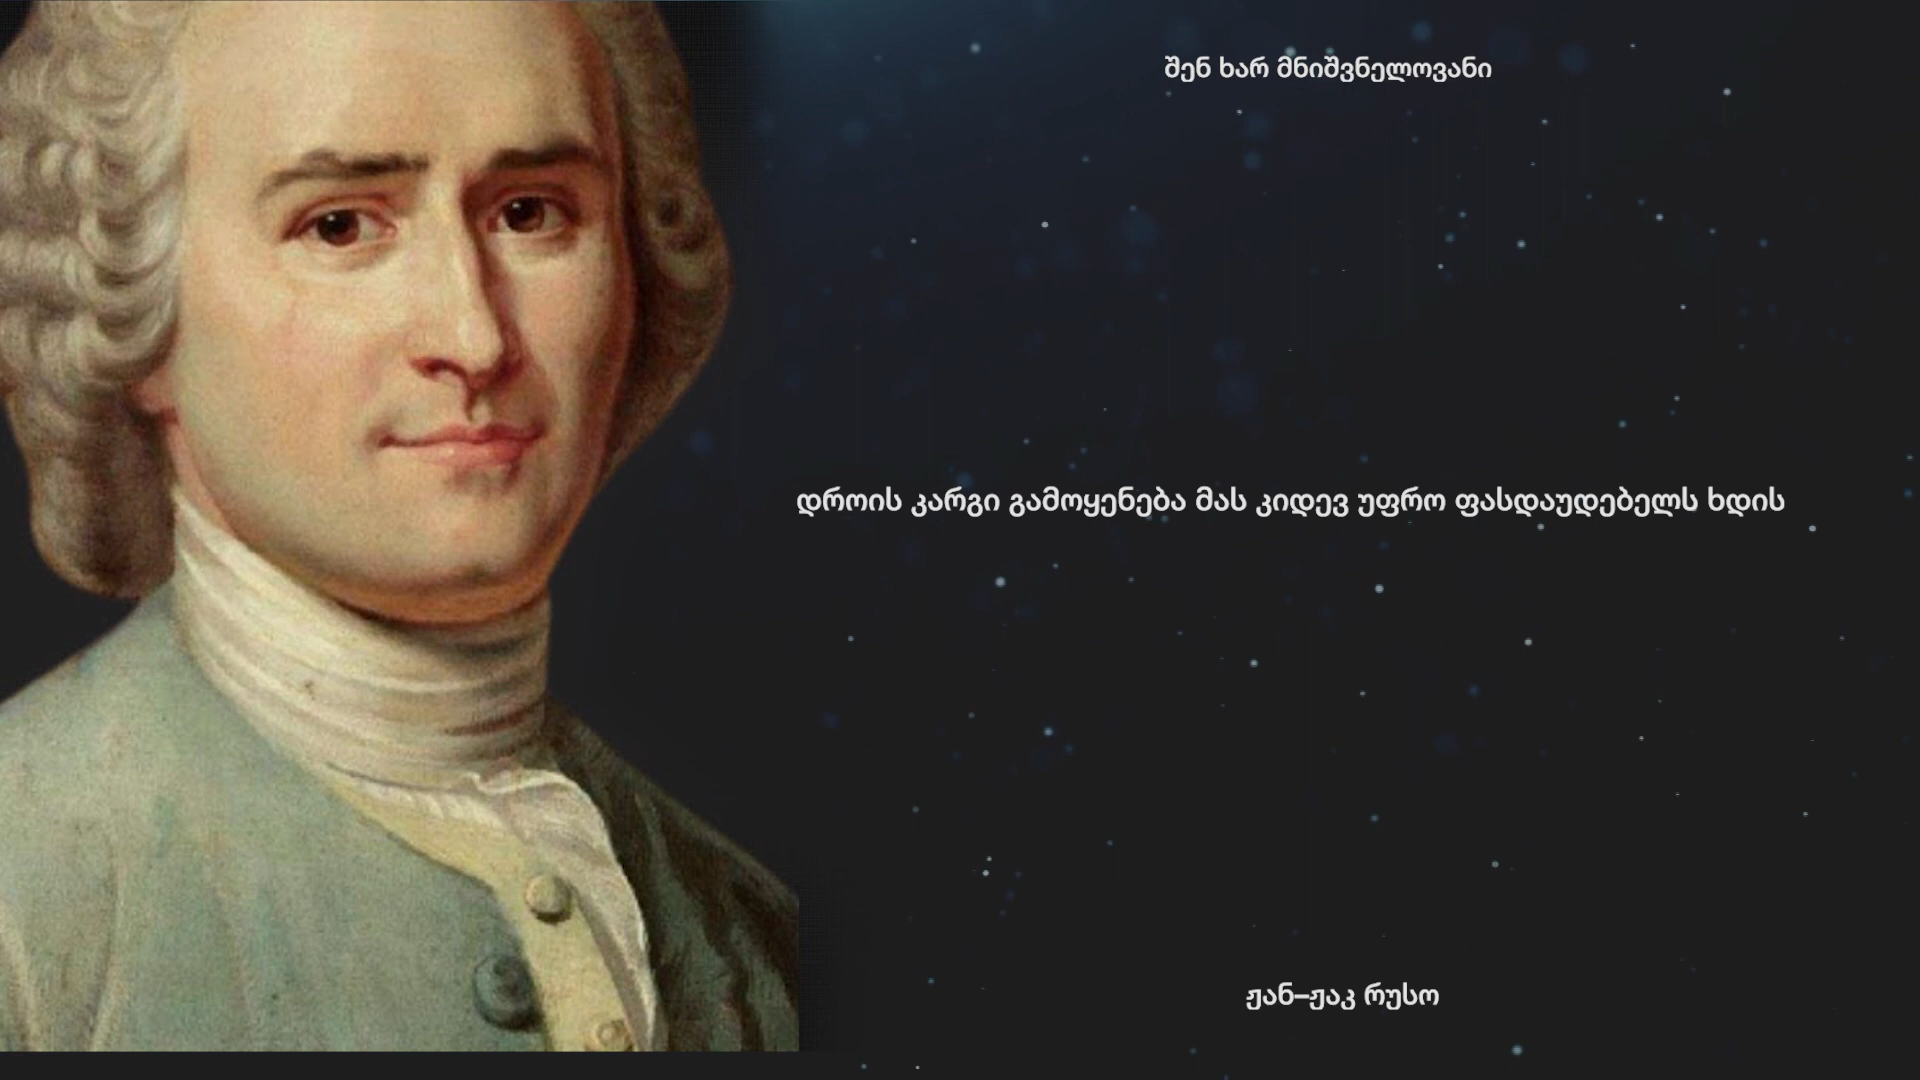 შენ ხარ მნიშვნელოვანი
დროის კარგი გამოყენება მას კიდევ უფრო ფასდაუდებელს ხდის
ჟან–ჟაკ რუსო